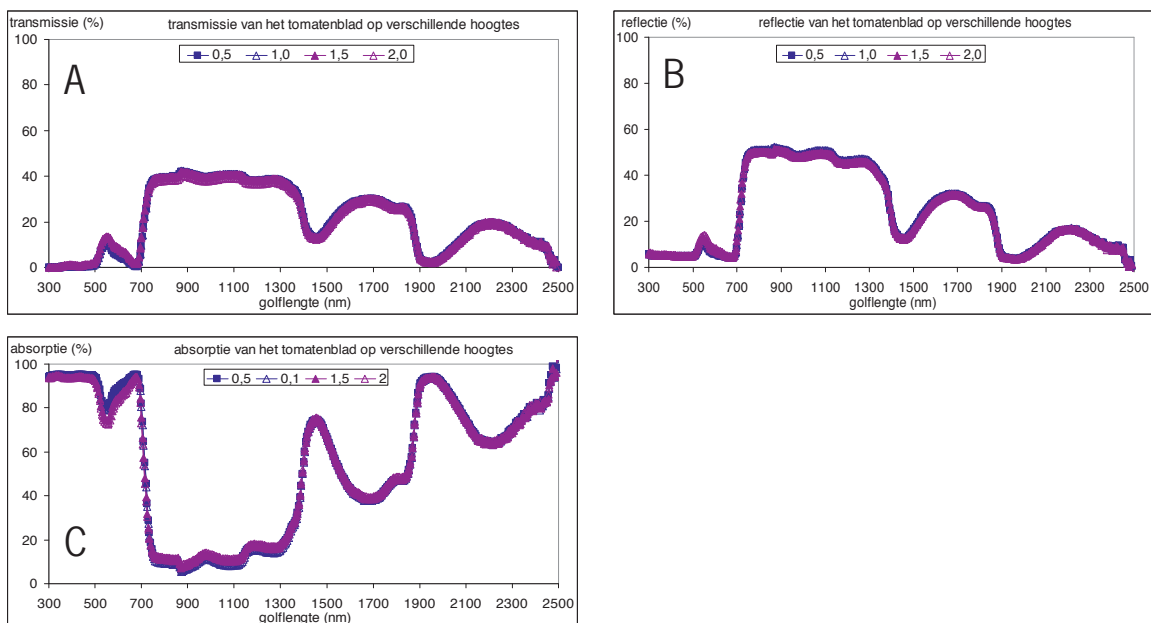 transmissie (%) transmissie van het tomatenblad op verschillende hoogtes
0,5 1,0 1,5 2,0
A
100
80
60
40
20
0
300 500 700 900 1100 1300 1500 1700 1900 2100 2300 2500
golflengte (nm)
reflectie (%) reflectie van het tomatenblad op verschillende hoogtes
0,5 1,0 1,5 2,0
B
100
80
60
40
20
0
300 500 700 900 1100 1300 1500 1700 1900 2100 2300 2500
golflengte (nm)
absorptie (%) absorptie van het tomatenblad op verschillende hoogtes
0,5 0,1 1,5 2
100
80
60
40
20
C
0
300 500 700 900 1100 1300 1500 1700 1900 2100 2300 2500
golflengte (nm)